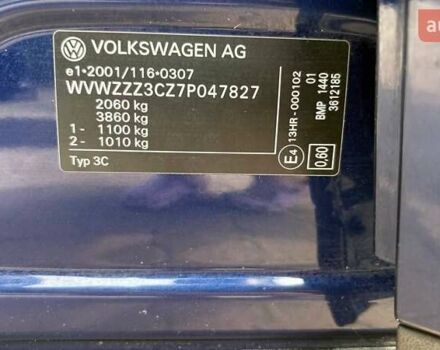 VOLKSWAGEN AG
e1*2001/116*0307
WVWZZZ3CZ7P047827
2060 kg
3860 kg
1- 1100 kg
2- 1010 kg
Typ 3C
E4
13HR-000102
01
BMP 1440
3612185
0,60